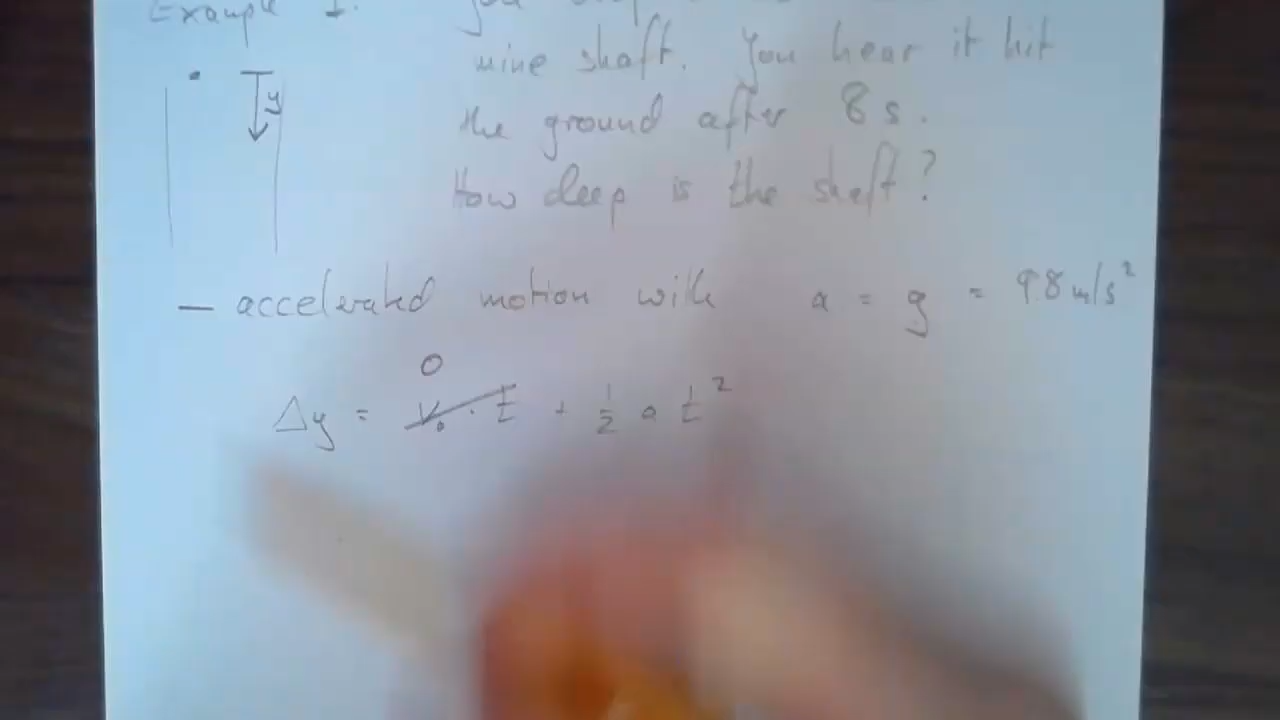 Example 1. you
mine shaft. You hear it hit
y
the ground after 8 s.
How deep is the shaft?
— accelerated motion with a = g = 9.8 m/s²
0
Δy = v₀ · t + ½ a t²